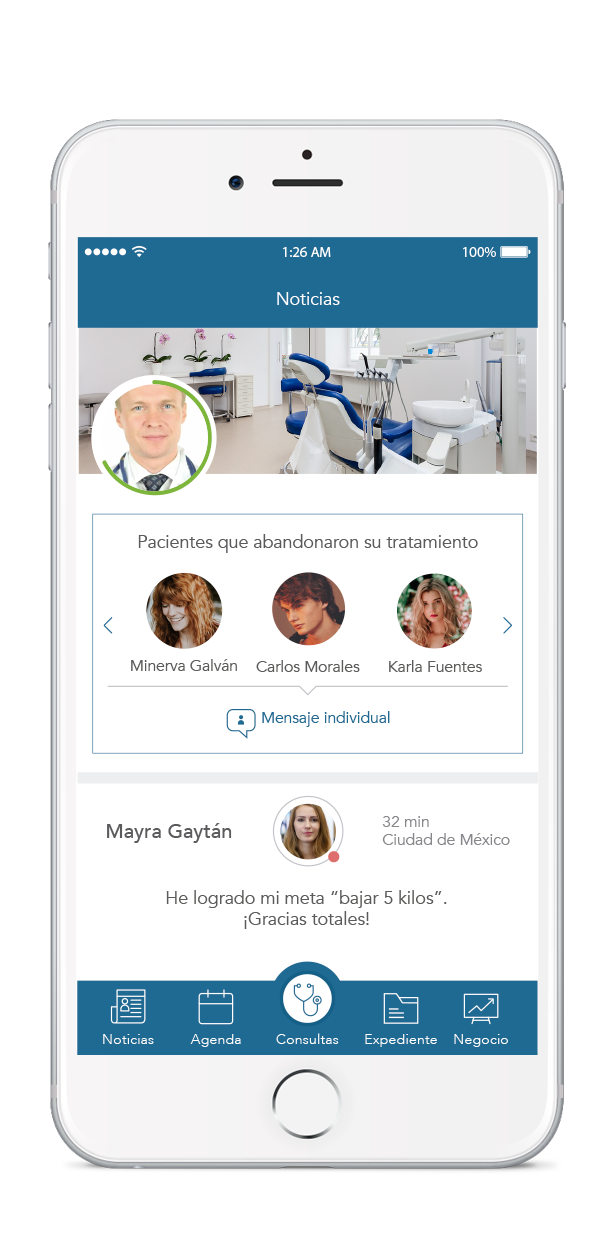 1:26 AM 100%
Noticias
Pacientes que abandonaron su tratamiento
Minerva Galván Carlos Morales Karla Fuentes
Mensaje individual
Mayra Gaytán
32 min
Ciudad de México
He logrado mi meta “bajar 5 kilos”.
¡Gracias totales!
Noticias Agenda Consultas Expediente Negocio